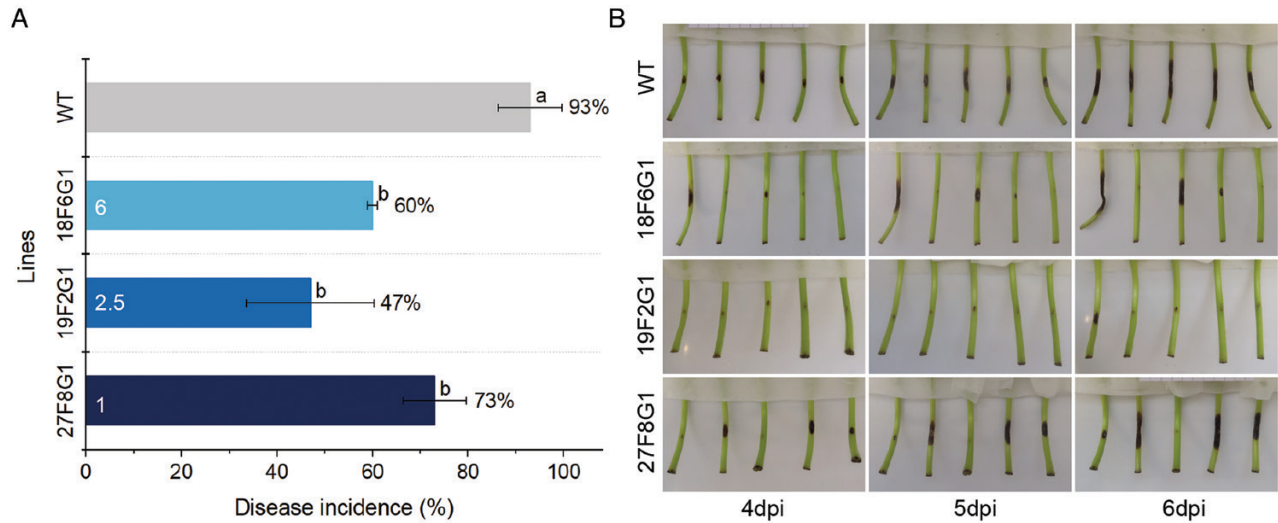 A
Lines
WT
a
93%
18F6G1
6
b
60%
19F2G1
2.5
b
47%
27F8G1
1
b
73%
0
20
40
60
80
100
Disease incidence (%)
B
WT
18F6G1
19F2G1
27F8G1
4dpi
5dpi
6dpi